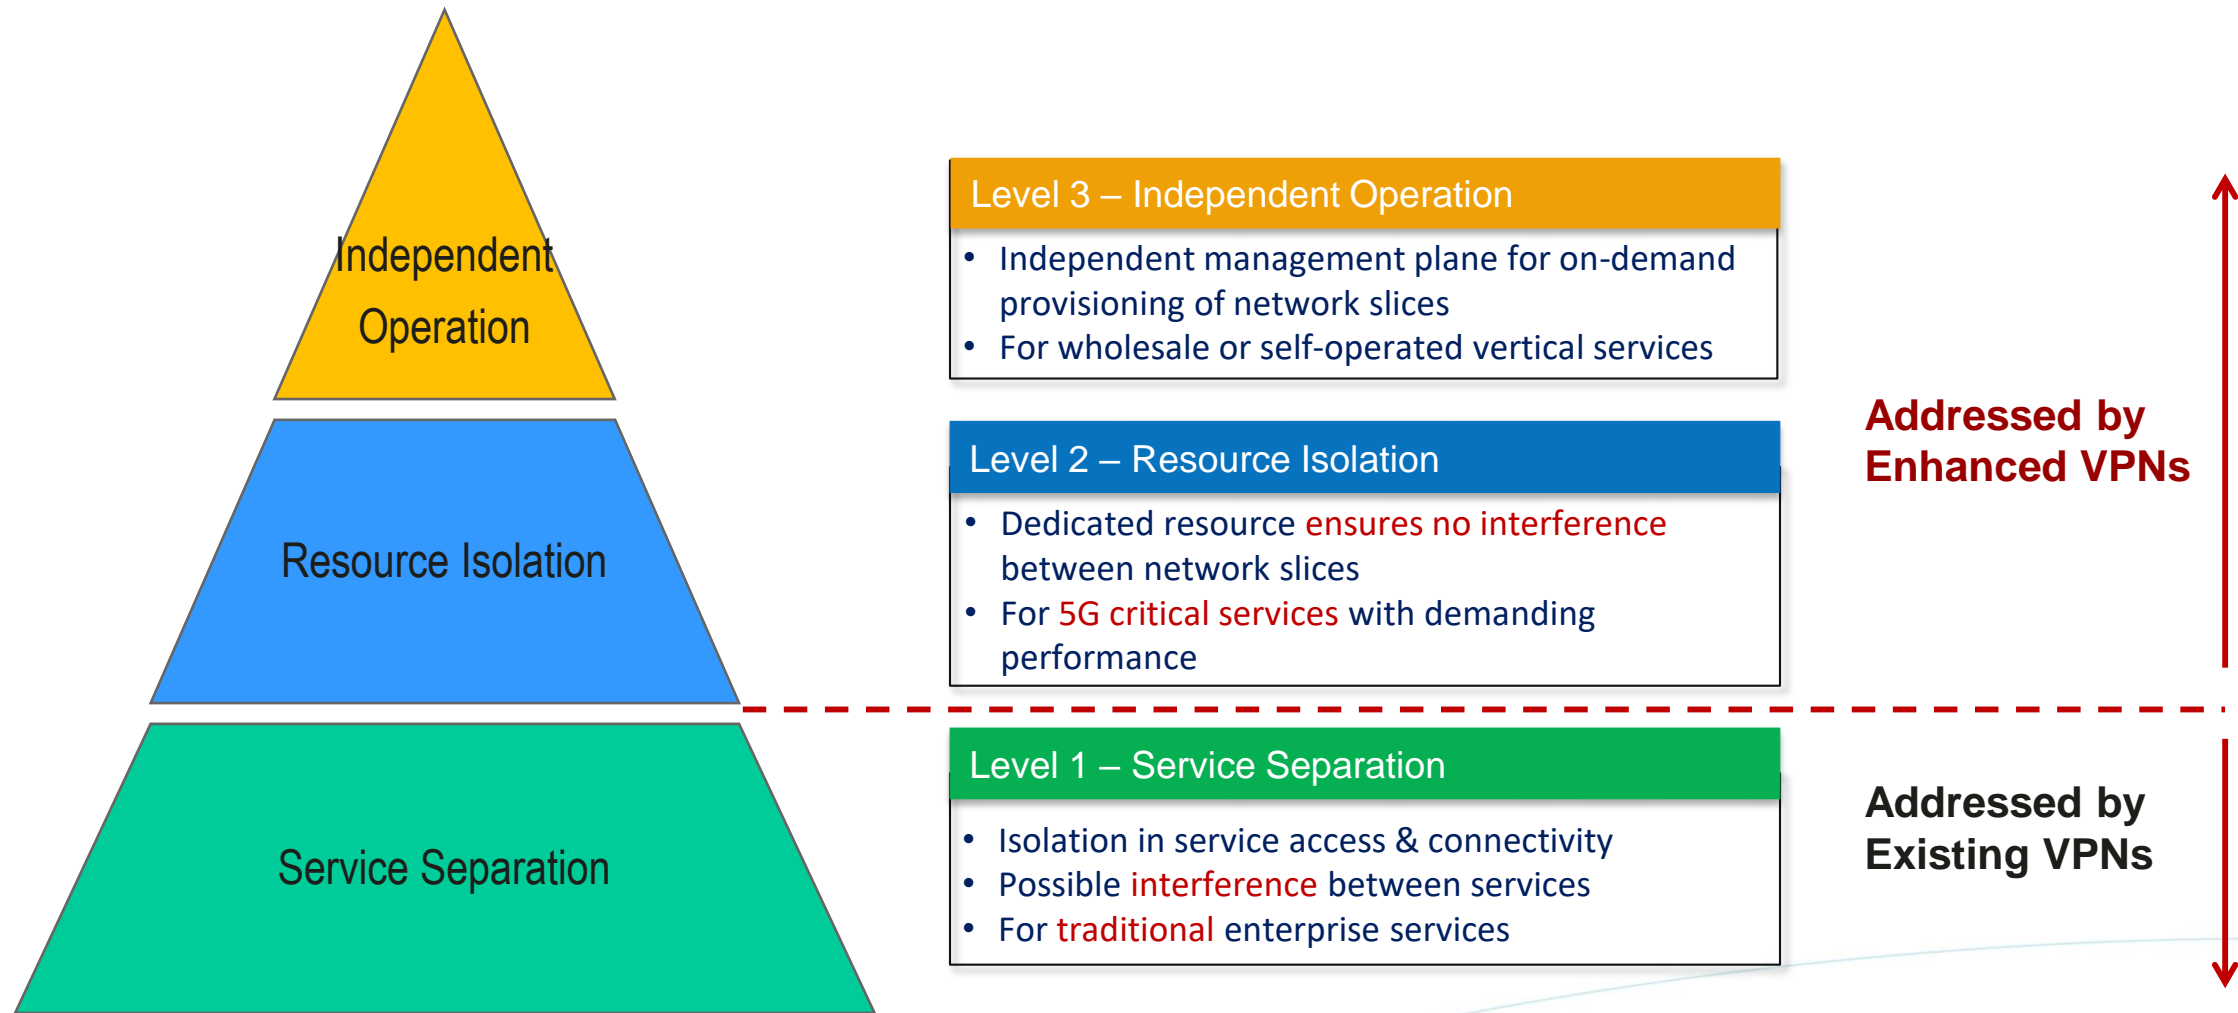 Independent
Operation
Resource Isolation
Service Separation
Level 3 – Independent Operation
• Independent management plane for on-demand
provisioning of network slices
• For wholesale or self-operated vertical services
Level 2 – Resource Isolation
• Dedicated resource ensures no interference
between network slices
• For 5G critical services with demanding
performance
Level 1 – Service Separation
• Isolation in service access & connectivity
• Possible interference between services
• For traditional enterprise services
Addressed by
Enhanced VPNs
Addressed by
Existing VPNs